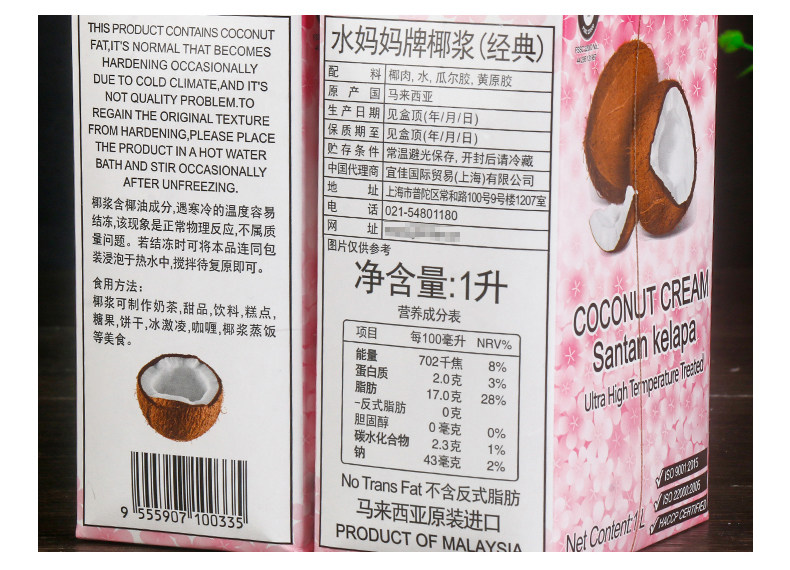 THIS PRODUCT CONTAINS COCONUT
FAT,IT'S NORMAL THAT BECOMES
HARDENING OCCASIONALLY
DUE TO COLD CLIMATE,AND IT'S
NOT QUALITY PROBLEM.TO
REGAIN THE ORIGINAL TEXTURE
FROM HARDENING,PLEASE PLACE
THE PRODUCT IN A HOT WATER
BATH AND STIR OCCASIONALLY
AFTER UNFREEZING.
椰浆含椰油成分,遇寒冷的温度容易
结冻,该现象是正常物理反应,不属质
量问题。若结冻时可将本品连同包
装浸泡于热水中,搅拌待复原即可。
食用方法:
椰浆可制作奶茶,甜品,饮料,糕点,
糖果,饼干,冰激凌,咖喱,椰浆蒸饭
等美食。
9 555907 100335
水妈妈牌椰浆(经典)
配 料 椰肉, 水, 瓜尔胶, 黄原胶
原 产 国 马来西亚
生 产 日 期 见盒顶(年/月/日)
保 质 期 至 见盒顶(年/月/日)
贮 存 条 件 常温避光保存, 开封后请冷藏
中国代理商 宜佳国际贸易(上海)有限公司
地 址 上海市普陀区常和路100号9号楼1207室
电 话 021-54801180
网 址
图片仅供参考
净含量:1升
营养成分表
项目 每100毫升 NRV%
能量 702千焦 8%
蛋白质 2.0克 3%
脂肪 17.0克 28%
-反式脂肪 0克
胆固醇 0毫克 0%
碳水化合物 2.3克 1%
钠 43毫克 2%
No Trans Fat 不含反式脂肪
马来西亚原装进口
PRODUCT OF MALAYSIA
COCONUT CREAM
Santan kelapa
Ultra High Temperature Treated
ISO 9001:2015
ISO 22000:2005
HACCP CERTIFIED
Net Content:1 L